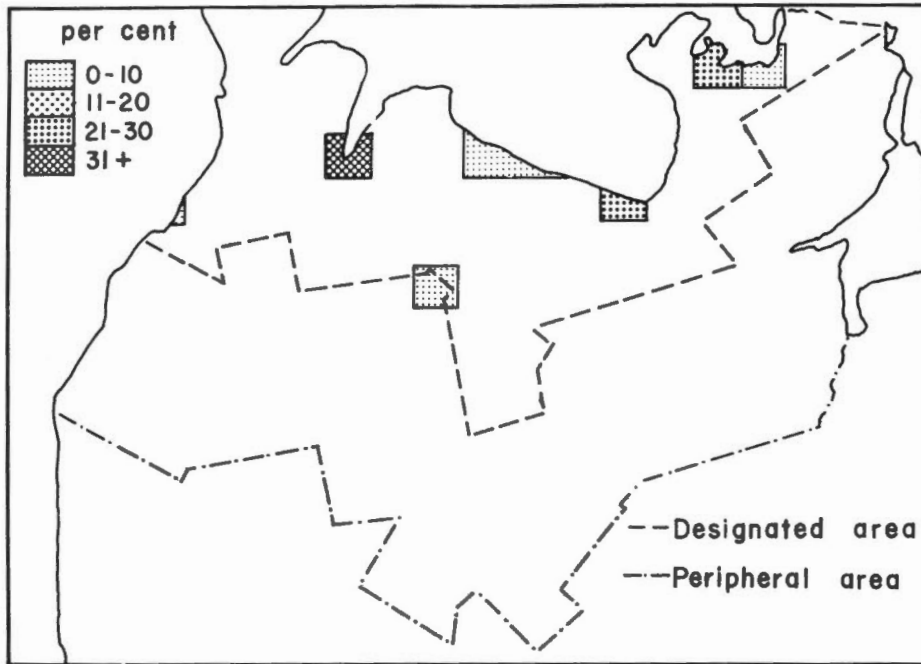 per cent
0-10
11-20
21-30
31+
Designated area
Peripheral area